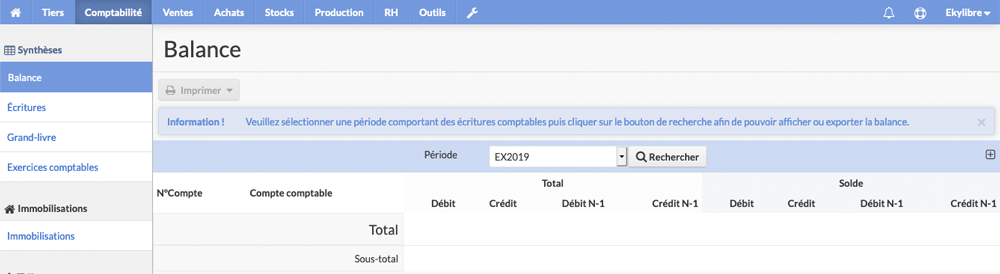 Tiers Comptabilité Ventes Achats Stocks Production RH Outils Ekylibre
Synthèses
Balance
Écritures
Grand-livre
Exercices comptables
Immobilisations
Immobilisations
Balance
Imprimer
Information ! Veuillez sélectionner une période comportant des écritures comptables puis cliquer sur le bouton de recherche afin de pouvoir afficher ou exporter la balance.
Période EX2019 Rechercher
N°Compte Compte comptable Total Solde
Débit Crédit Débit N-1 Crédit N-1 Débit Crédit Débit N-1 Crédit N-1
Total
Sous-total